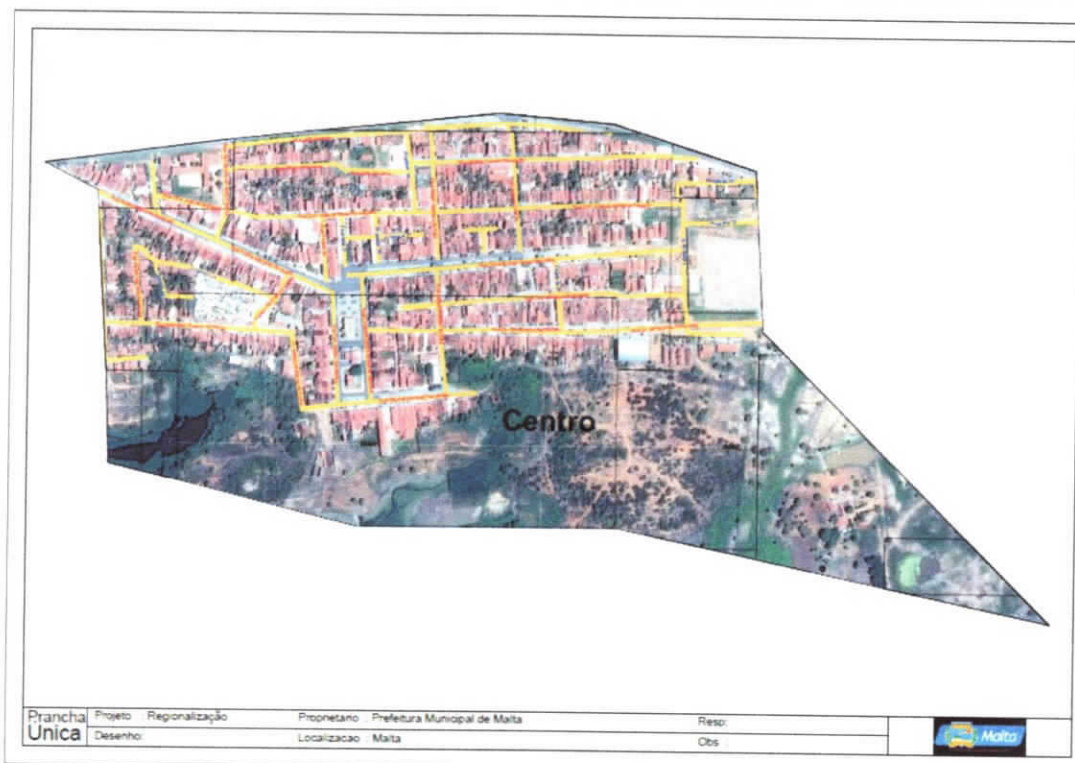 Centro
Prancha Única
Projeto : Regionalização
Proprietario : Prefeitura Municipal de Malta
Resp:
Desenho:
Localizacao : Malta
Obs :
Malta